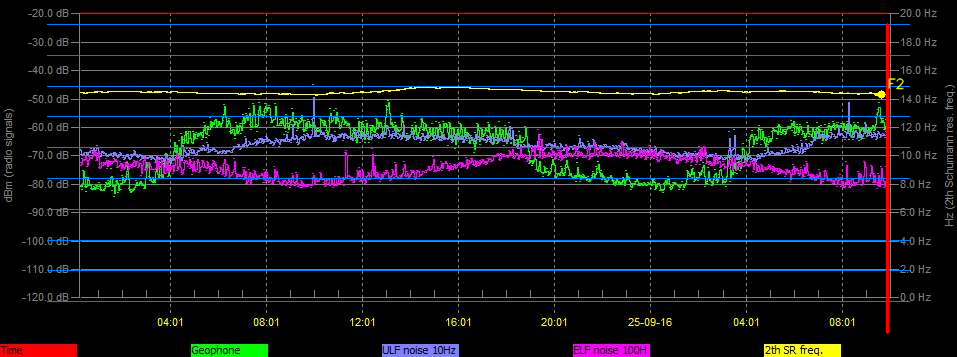 -20.0 dB 20.0 Hz
-30.0 dB 18.0 Hz
-40.0 dB 16.0 Hz
F2
-50.0 dB 14.0 Hz
-60.0 dB 12.0 Hz
-70.0 dB 10.0 Hz
-80.0 dB 8.0 Hz
-90.0 dB 6.0 Hz
-100.0 dB 4.0 Hz
-110.0 dB 2.0 Hz
-120.0 dB 0.0 Hz
dBm (radio signals)
Hz (2th Schumann res. freq.)
04:01 08:01 12:01 16:01 20:01 25-09-16 04:01 08:01
Time Geophone ULF noise 10Hz ELF noise 100H 2th SR freq.